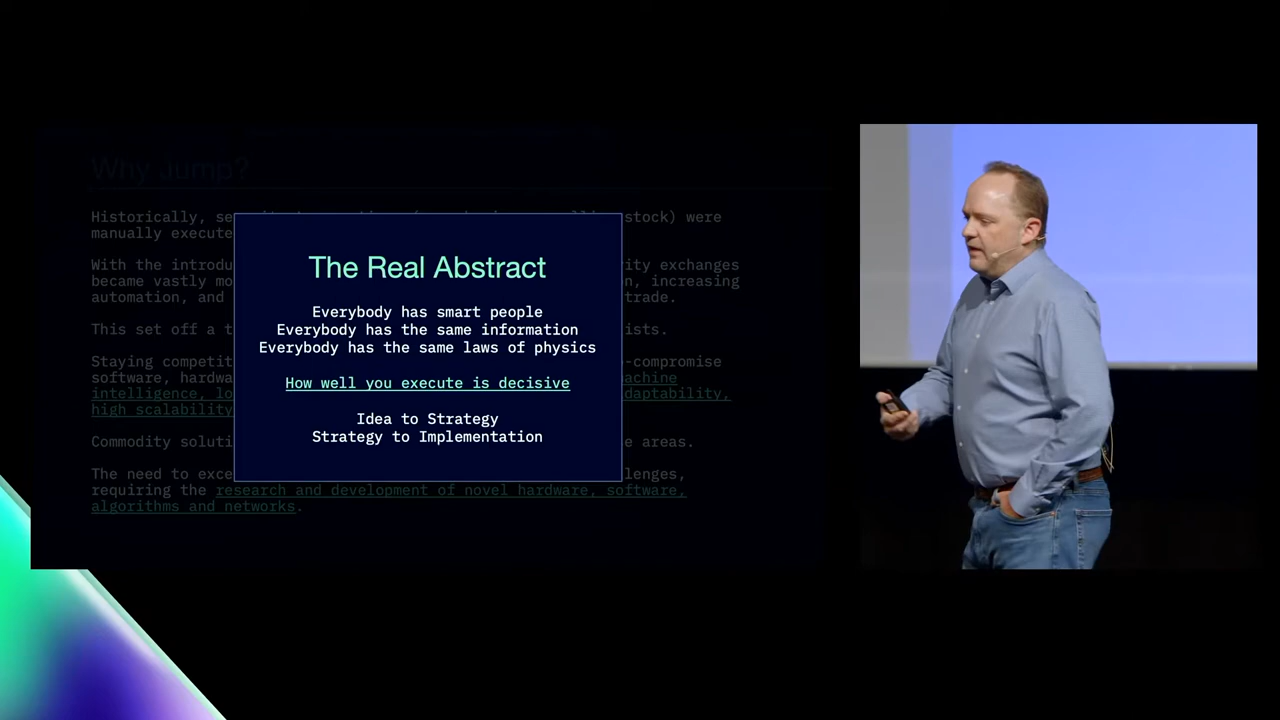 Why Jump?
Historically, se stock) were
manually execute
With the introdu ity exchanges
became vastly mo n, increasing
automation, and trade.
This set off a t ists.
Staying competit -compromise
software, hardwa achine
intelligence, lo daptability,
high scalability
Commodity soluti e areas.
The need to exce lenges,
requiring the research and development of novel hardware, software,
algorithms and networks.
The Real Abstract
Everybody has smart people
Everybody has the same information
Everybody has the same laws of physics
How well you execute is decisive
Idea to Strategy
Strategy to Implementation